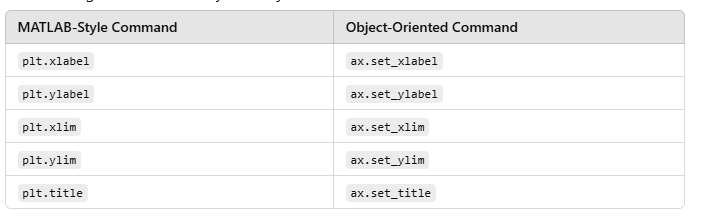 MATLAB-Style Command Object-Oriented Command
plt.xlabel ax.set_xlabel
plt.ylabel ax.set_ylabel
plt.xlim ax.set_xlim
plt.ylim ax.set_ylim
plt.title ax.set_title